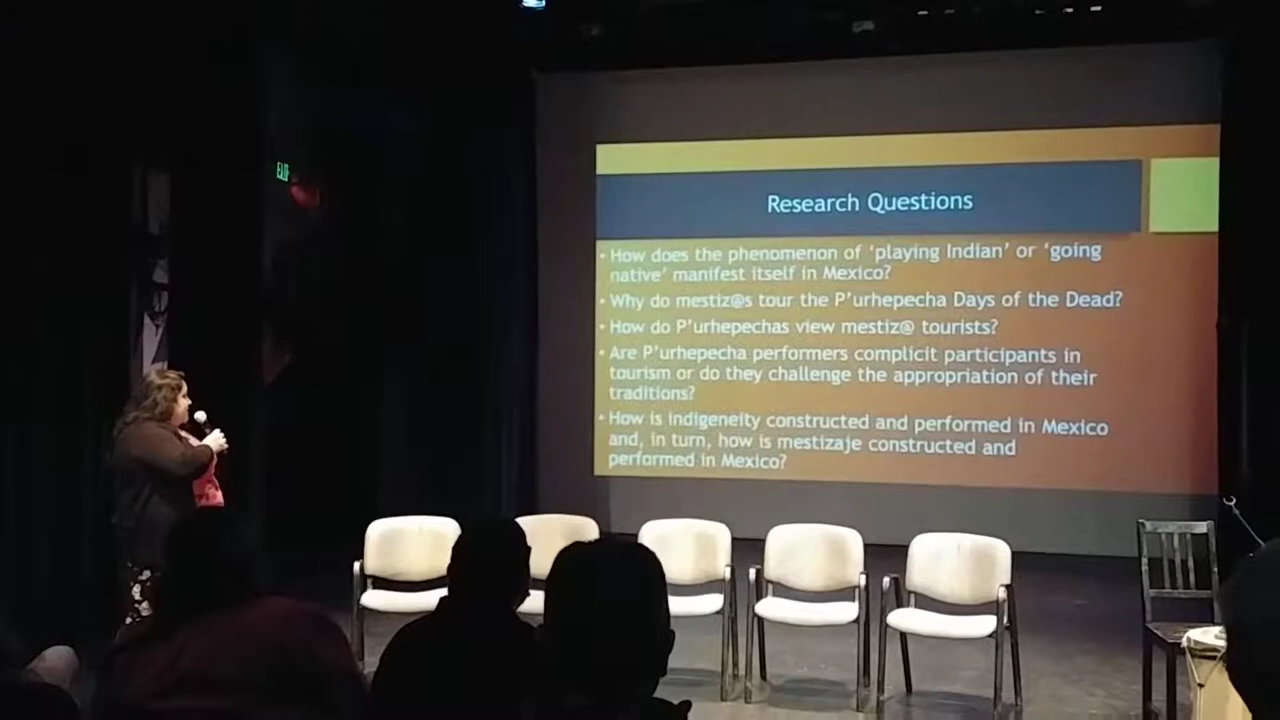 EXIT
Research Questions
• How does the phenomenon of ‘playing Indian’ or ‘going
native’ manifest itself in Mexico?
• Why do mestiz@s tour the P’urhepecha Days of the Dead?
• How do P’urhepechas view mestiz@ tourists?
• Are P’urhepecha performers complicit participants in
tourism or do they challenge the appropriation of their
traditions?
• How is indigeneity constructed and performed in Mexico
and, in turn, how is mestizaje constructed and
performed in Mexico?